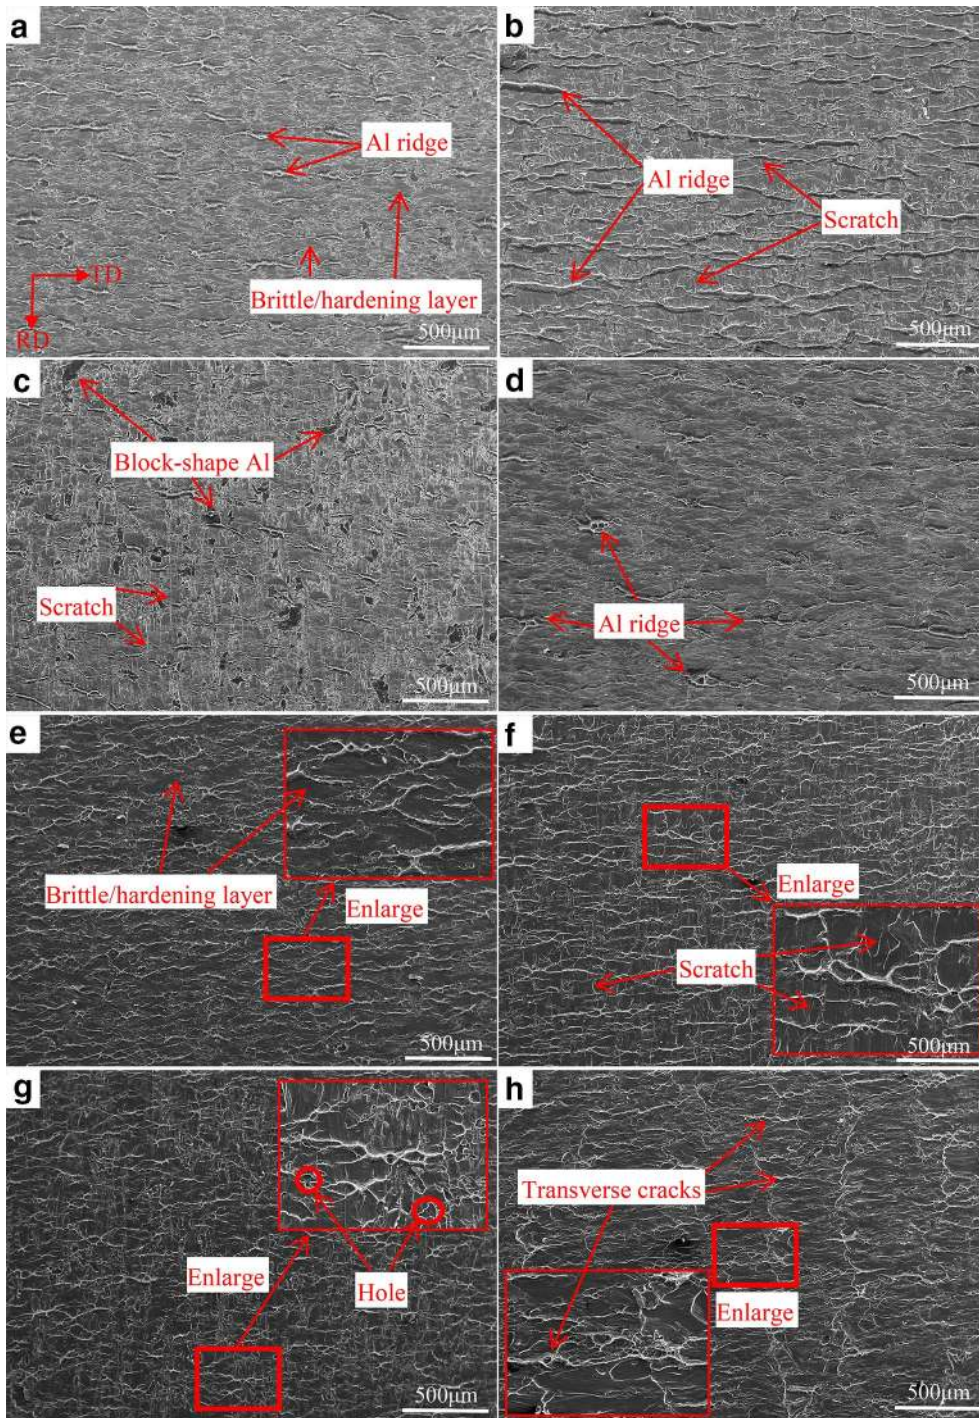 a
Al ridge
TD
RD
Brittle/hardening layer
500μm
b
Al ridge
Scratch
500μm
c
Block-shape Al
Scratch
500μm
d
Al ridge
500μm
e
Brittle/hardening layer
Enlarge
500μm
f
Enlarge
Scratch
500μm
g
Enlarge
Hole
500μm
h
Transverse cracks
Enlarge
500μm